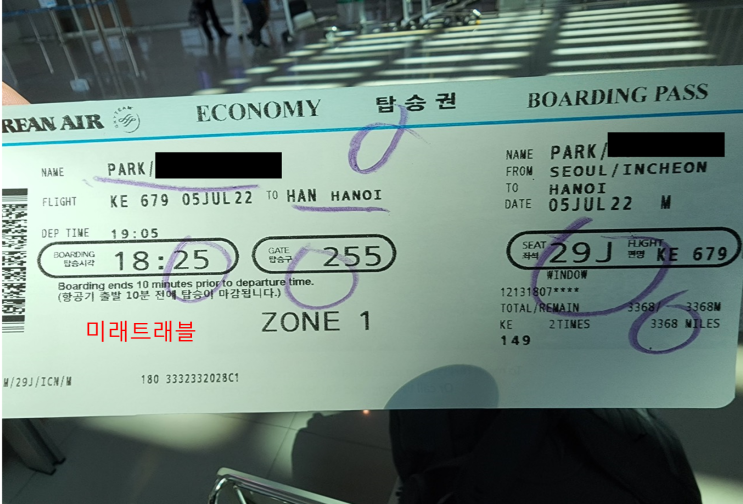 REAN AIR ECONOMY 탑승권 BOARDING PASS
NAME PARK/
FLIGHT KE 679 05JUL22 TO HAN HANOI
DEP TIME 19:05
BOARDING 탑승시각 18:25 GATE 탑승구 255
Boarding ends 10 minutes prior to departure time.
(항공기 출발 10분 전에 탑승이 마감됩니다.)
미래트래블
ZONE 1
M/29J/ICN/M 180 3332332028C1
NAME PARK/
FROM SEOUL/INCHEON
TO HANOI
DATE 05JUL22 M
SEAT 좌석 29J FLIGHT 편명 KE 679
WINDOW
12131807****
TOTAL/REMAIN 3368/ 3368M
KE 2TIMES 3368 MILES
149